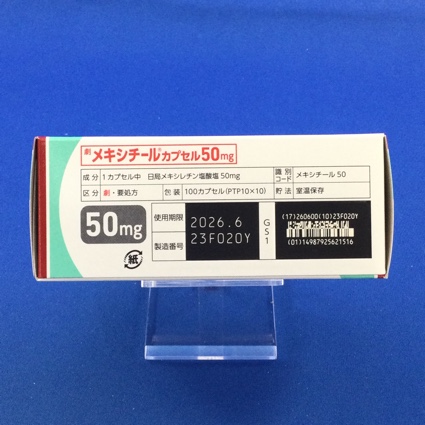 劇 メキシチール®カプセル50mg
成分 1カプセル中 日局メキシレチン塩酸塩 50mg 識別コード メキシチール 50
区分 劇・要処方 包装 100カプセル(PTP10×10) 貯法 室温保存
50mg
使用期限 2026.6
製造番号 23F02DY
GS1
(17)260600(10)23F02DY
(01)14987925621516
紙